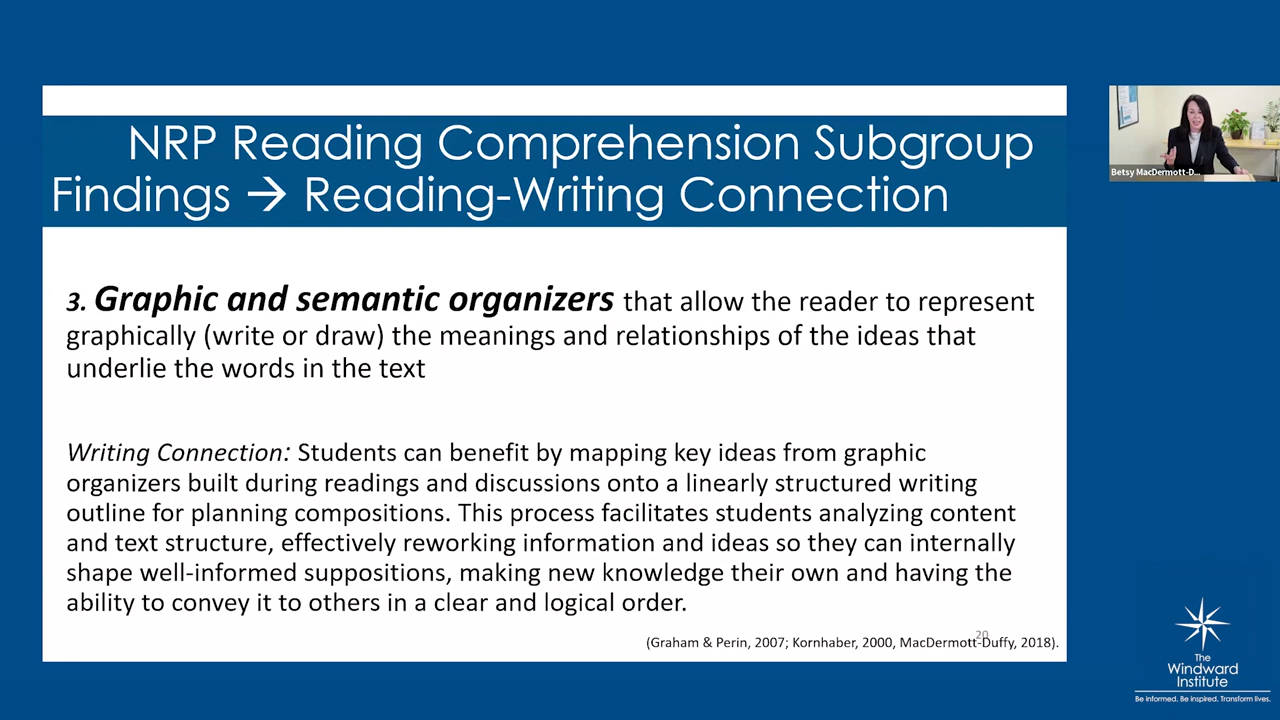 NRP Reading Comprehension Subgroup
Findings → Reading-Writing Connection
Betsy MacDermott-D...
3. Graphic and semantic organizers that allow the reader to represent
graphically (write or draw) the meanings and relationships of the ideas that
underlie the words in the text
Writing Connection: Students can benefit by mapping key ideas from graphic
organizers built during readings and discussions onto a linearly structured writing
outline for planning compositions. This process facilitates students analyzing content
and text structure, effectively reworking information and ideas so they can internally
shape well-informed suppositions, making new knowledge their own and having the
ability to convey it to others in a clear and logical order.
20
(Graham & Perin, 2007; Kornhaber, 2000, MacDermott-Duffy, 2018).
The
Windward
Institute
Be informed. Be inspired. Transform lives.